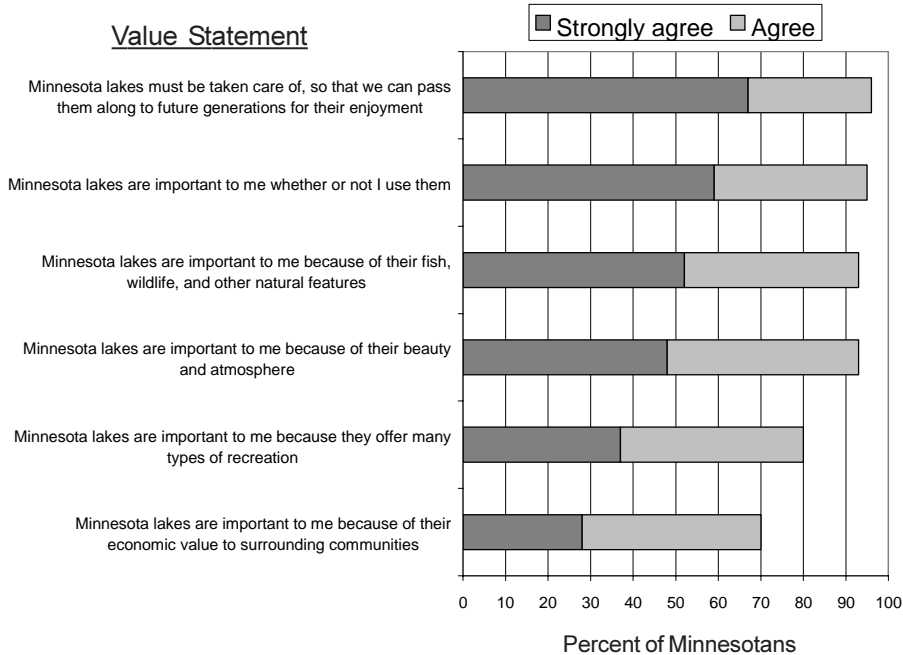 Value Statement
Strongly agree Agree
Minnesota lakes must be taken care of, so that we can pass
them along to future generations for their enjoyment
Minnesota lakes are important to me whether or not I use them
Minnesota lakes are important to me because of their fish,
wildlife, and other natural features
Minnesota lakes are important to me because of their beauty
and atmosphere
Minnesota lakes are important to me because they offer many
types of recreation
Minnesota lakes are important to me because of their
economic value to surrounding communities
0 10 20 30 40 50 60 70 80 90 100
Percent of Minnesotans